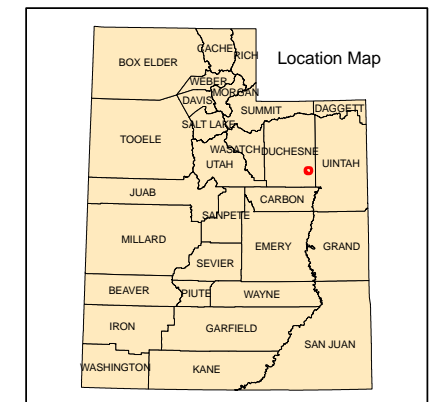 Location Map
BOX ELDER
CACHE
RICH
WEBER
MORGAN
DAVIS
SUMMIT
DAGGETT
SALT LAKE
TOOELE
WASATCH
DUCHESNE
UTAH
UINTAH
JUAB
CARBON
SANPETE
MILLARD
EMERY
GRAND
SEVIER
BEAVER
PIUTE
WAYNE
IRON
GARFIELD
SAN JUAN
WASHINGTON
KANE